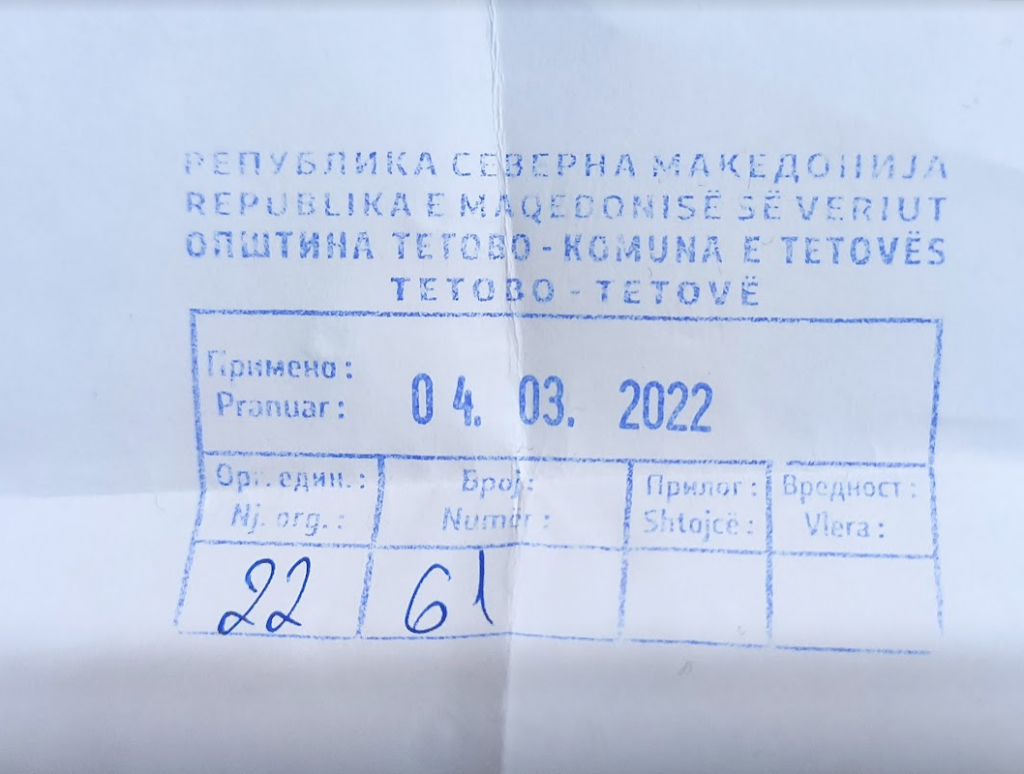 РЕПУБЛИКА СЕВЕРНА МАКЕДОНИЈА
REPUBLIKA E MAQEDONISË SË VERIUT
ОПШТИНА ТЕТОВО - KOMUNA E TETOVËS
ТЕТОВО - TETOVË
Примено :
Pranuar :
04. 03. 2022
Орг. един. : Број: Прилог : Вредност :
Nj. org. : Numër : Shtojcë : Vlera :
22 61